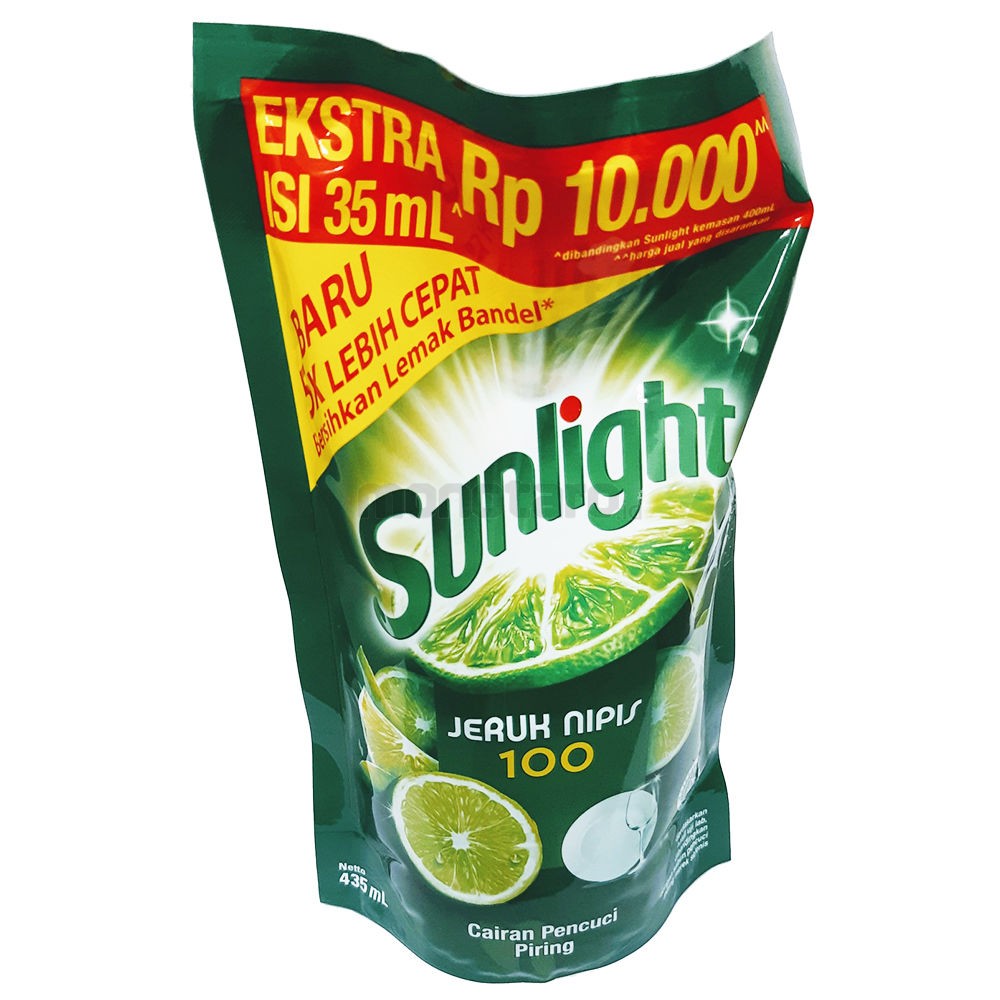 EKSTRA
ISI 35 mL^
Rp 10.000^^
^dibandingkan Sunlight kemasan 400mL
^^harga jual yang disarankan
BARU
5X LEBIH CEPAT
Bersihkan Lemak Bandel*
Sunlight
monotaro
JERUK NIPIS
100
Netto
435 mL
Cairan Pencuci
Piring